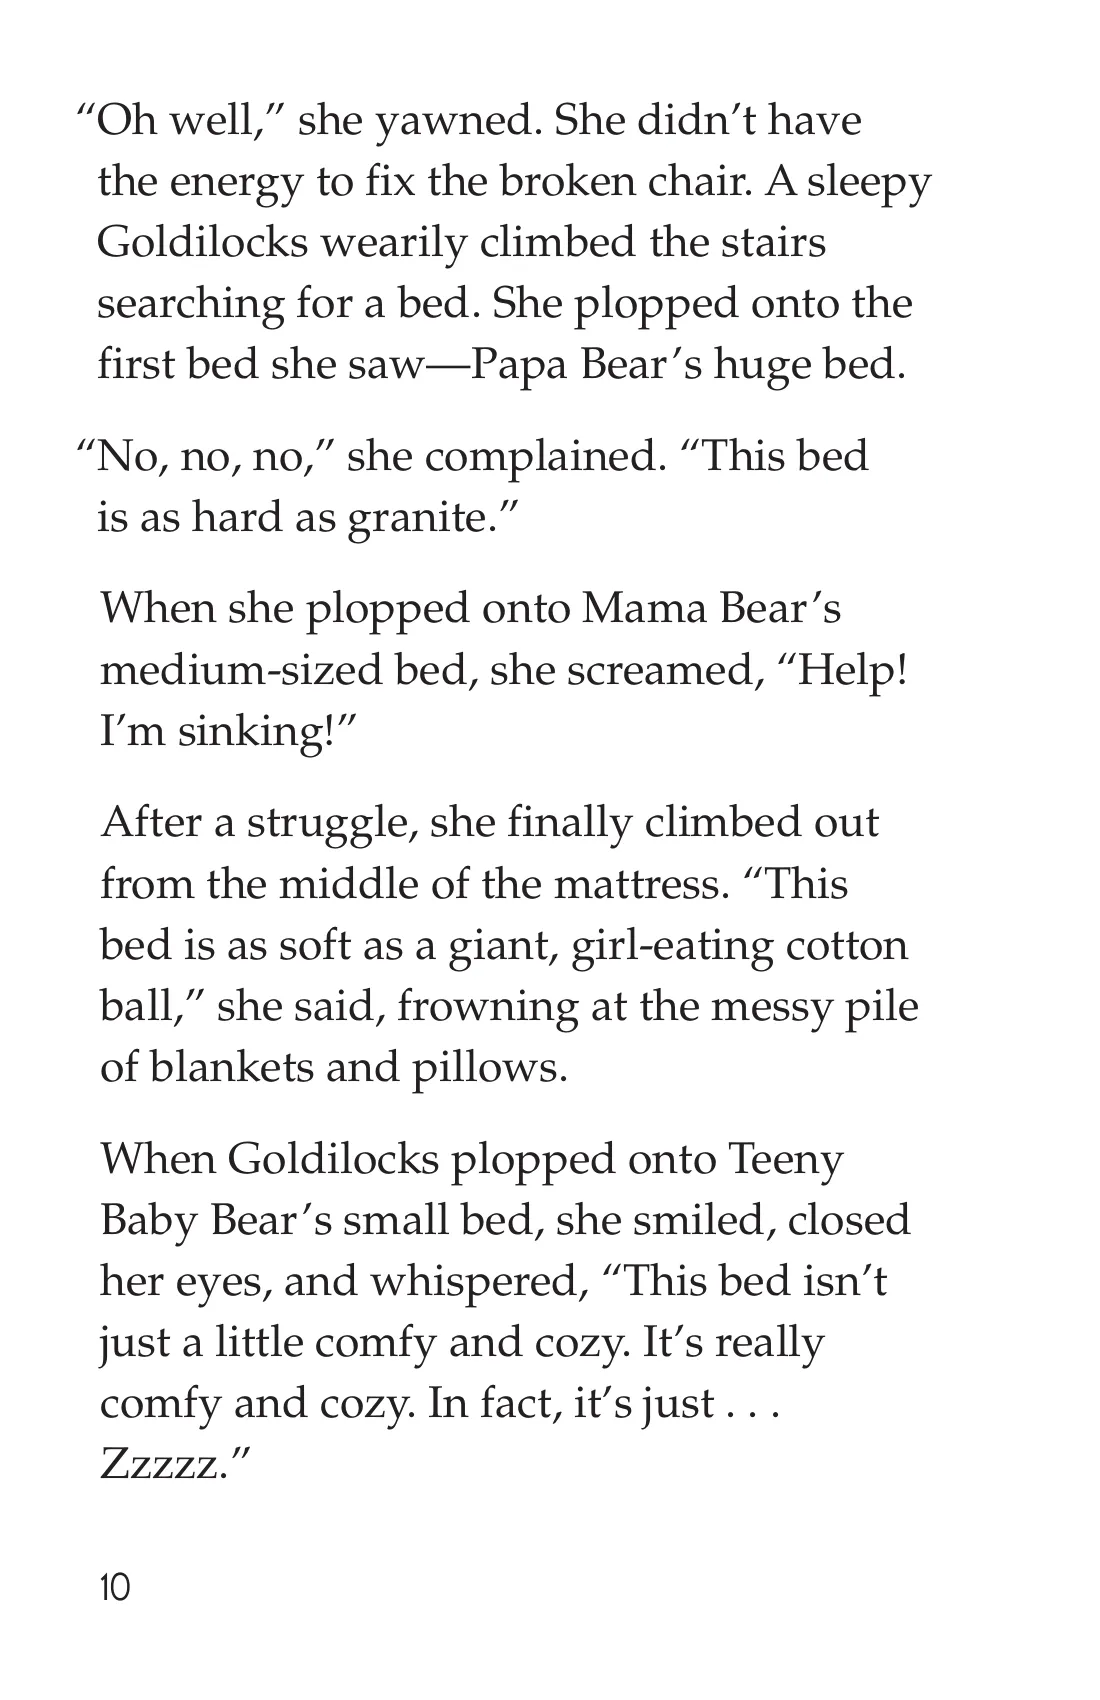 “Oh well,” she yawned. She didn’t have
the energy to fix the broken chair. A sleepy
Goldilocks wearily climbed the stairs
searching for a bed. She plopped onto the
first bed she saw—Papa Bear’s huge bed.
“No, no, no,” she complained. “This bed
is as hard as granite.”
When she plopped onto Mama Bear’s
medium-sized bed, she screamed, “Help!
I’m sinking!”
After a struggle, she finally climbed out
from the middle of the mattress. “This
bed is as soft as a giant, girl-eating cotton
ball,” she said, frowning at the messy pile
of blankets and pillows.
When Goldilocks plopped onto Teeny
Baby Bear’s small bed, she smiled, closed
her eyes, and whispered, “This bed isn’t
just a little comfy and cozy. It’s really
comfy and cozy. In fact, it’s just . . .
Zzzzz.”
10